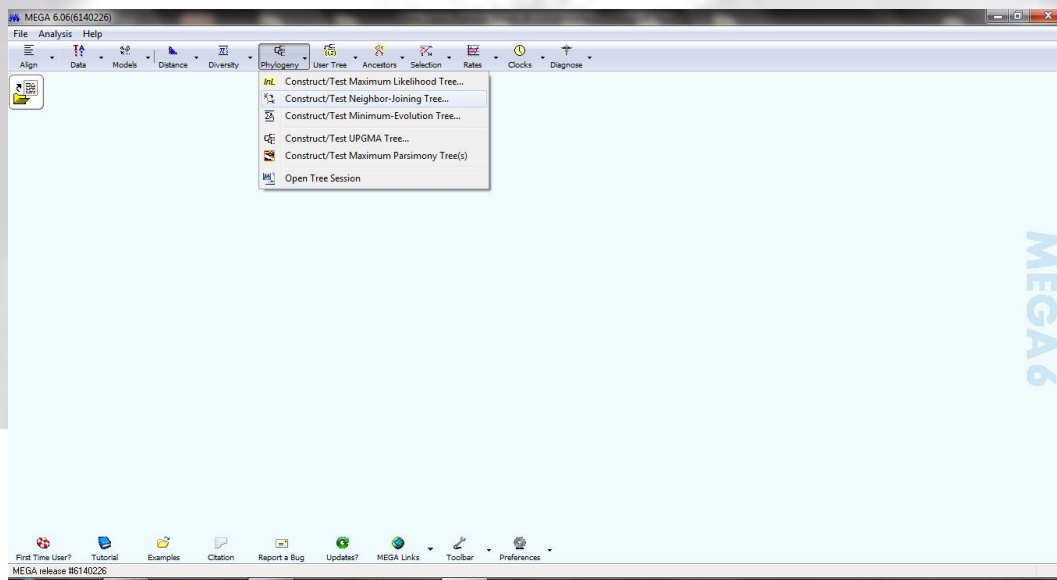 MEGA 6.06(6140226)
File Analysis Help
Align Data Models Distance Diversity Phylogeny User Tree Ancestors Selection Rates Clocks Diagnose
InL Construct/Test Maximum Likelihood Tree...
Construct/Test Neighbor-Joining Tree...
Construct/Test Minimum-Evolution Tree...
Construct/Test UPGMA Tree...
Construct/Test Maximum Parsimony Tree(s)
Open Tree Session
MEGA 6
First Time User? Tutorial Examples Citation Report a Bug Updates? MEGA Links Toolbar Preferences
MEGA release #6140226